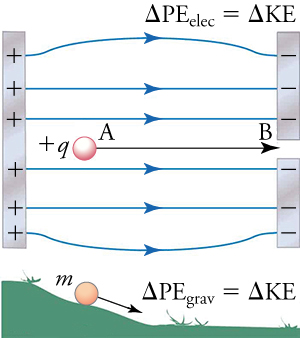 ΔPEelec = ΔKE
+ −
+ −
+ −
+q A B
+ −
+ −
+ −
m
ΔPEgrav = ΔKE